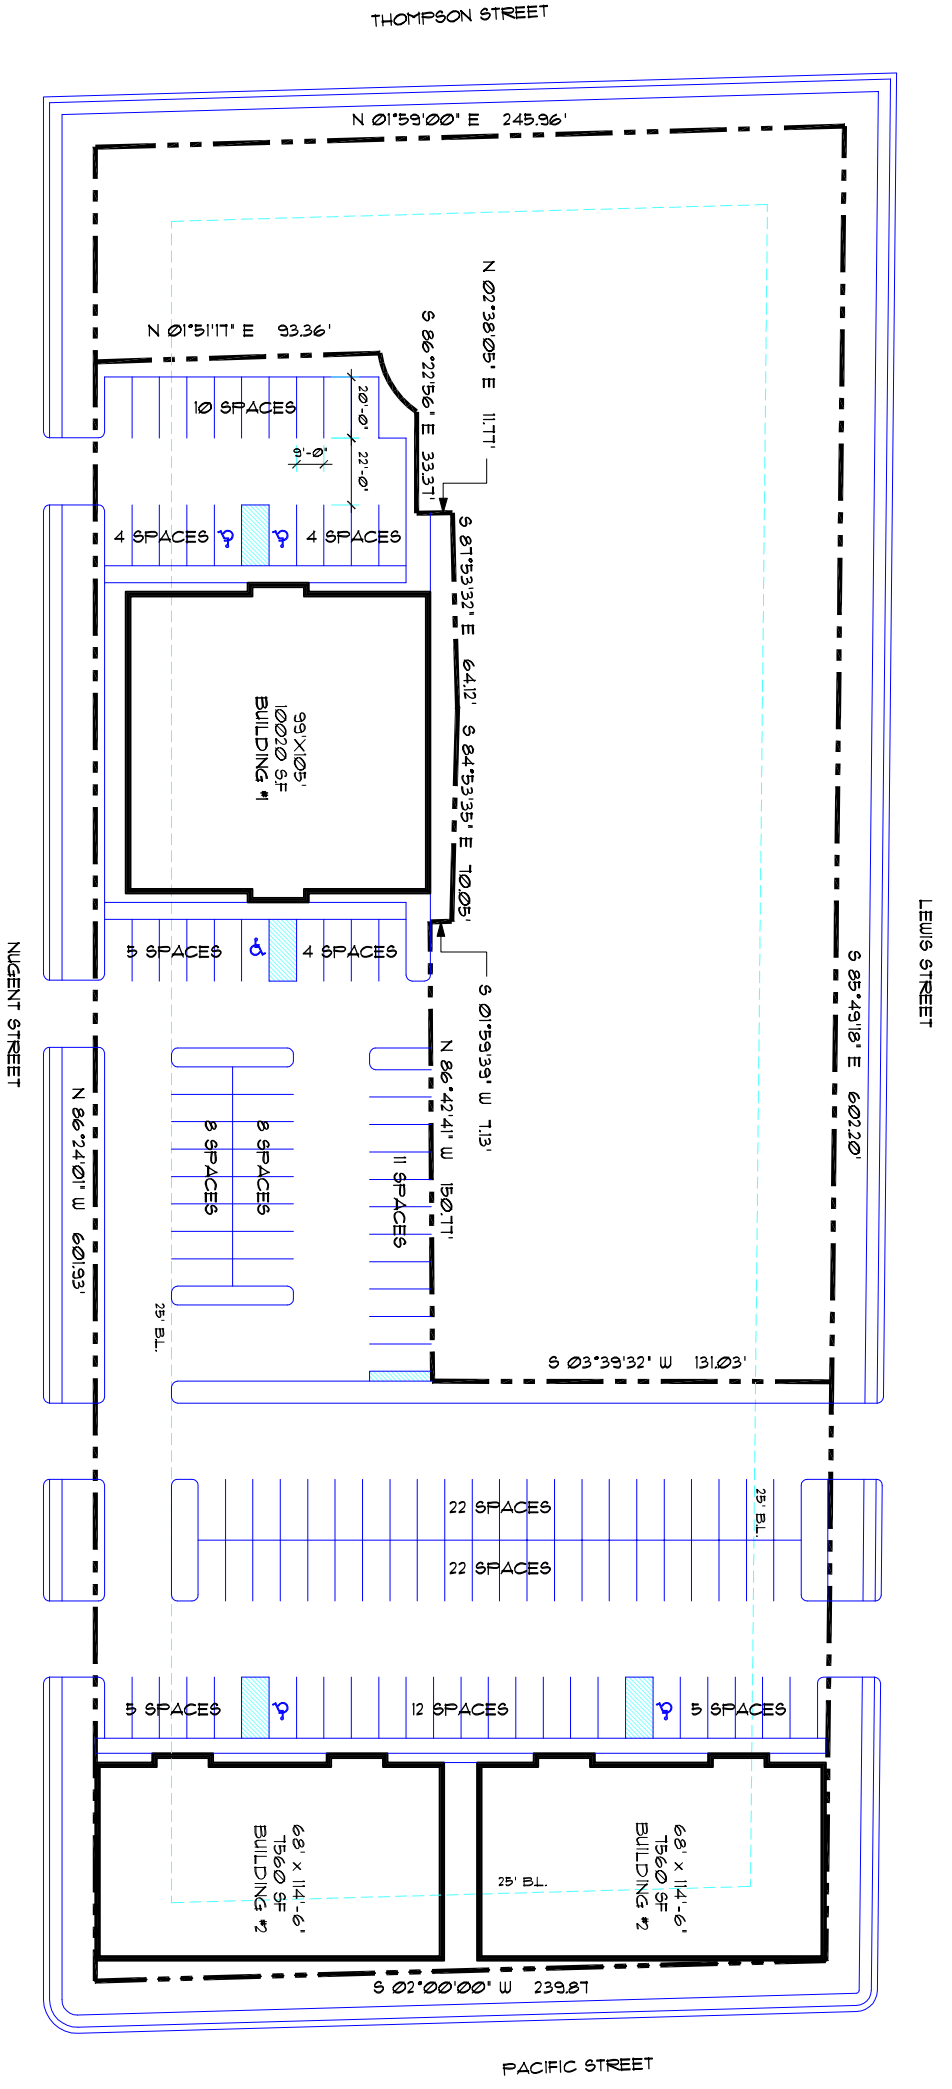 THOMPSON STREET
N 01°59'00" E 245.96'
N 02°38'05" E 11.77'
S 86°22'56" E 33.37'
N 01°51'17" E 93.36'
20'-0"
10 SPACES
9'-0"
22'-0"
4 SPACES
4 SPACES
S 87°53'32" E 64.12'
99'X105'
10020 S.F
BUILDING #1
S 84°53'35" E 70.05'
LEWIS STREET
5 SPACES
4 SPACES
NUGENT STREET
S 85°49'18" E 602.20'
S 01°59'39" W 7.13'
N 86°42'41" W 150.77'
N 86°24'01" W 601.93'
8 SPACES
8 SPACES
11 SPACES
25' B.L.
S 03°39'32" W 131.03'
22 SPACES
25' B.L.
22 SPACES
5 SPACES
12 SPACES
5 SPACES
68' x 114'-6"
7560 SF
BUILDING #2
68' x 114'-6"
7560 SF
BUILDING #2
25' B.L.
S 02°00'00" W 239.87
PACIFIC STREET